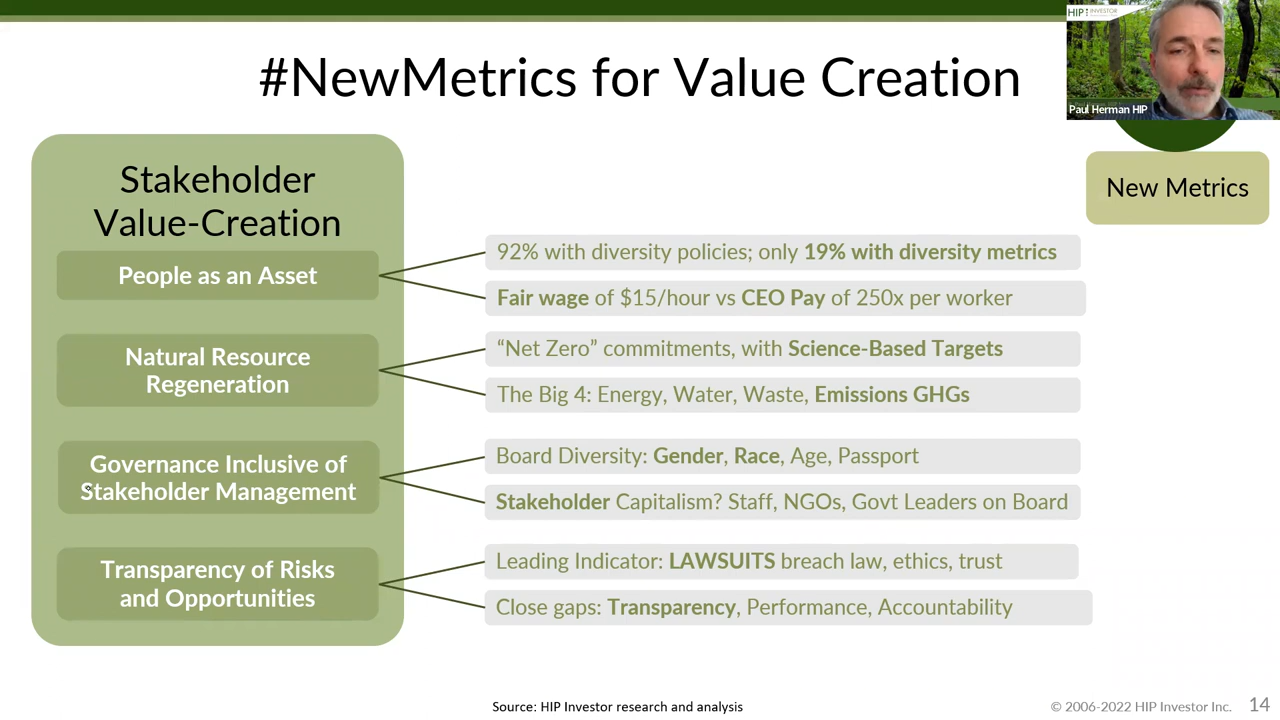 #NewMetrics for Value Creation
HIP INVESTOR
Paul Herman HIP
New Metrics
Stakeholder
Value-Creation
People as an Asset
92% with diversity policies; only 19% with diversity metrics
Fair wage of $15/hour vs CEO Pay of 250x per worker
Natural Resource
Regeneration
“Net Zero” commitments, with Science-Based Targets
The Big 4: Energy, Water, Waste, Emissions GHGs
Governance Inclusive of
Stakeholder Management
Board Diversity: Gender, Race, Age, Passport
Stakeholder Capitalism? Staff, NGOs, Govt Leaders on Board
Transparency of Risks
and Opportunities
Leading Indicator: LAWSUITS breach law, ethics, trust
Close gaps: Transparency, Performance, Accountability
Source: HIP Investor research and analysis
© 2006-2022 HIP Investor Inc. 14